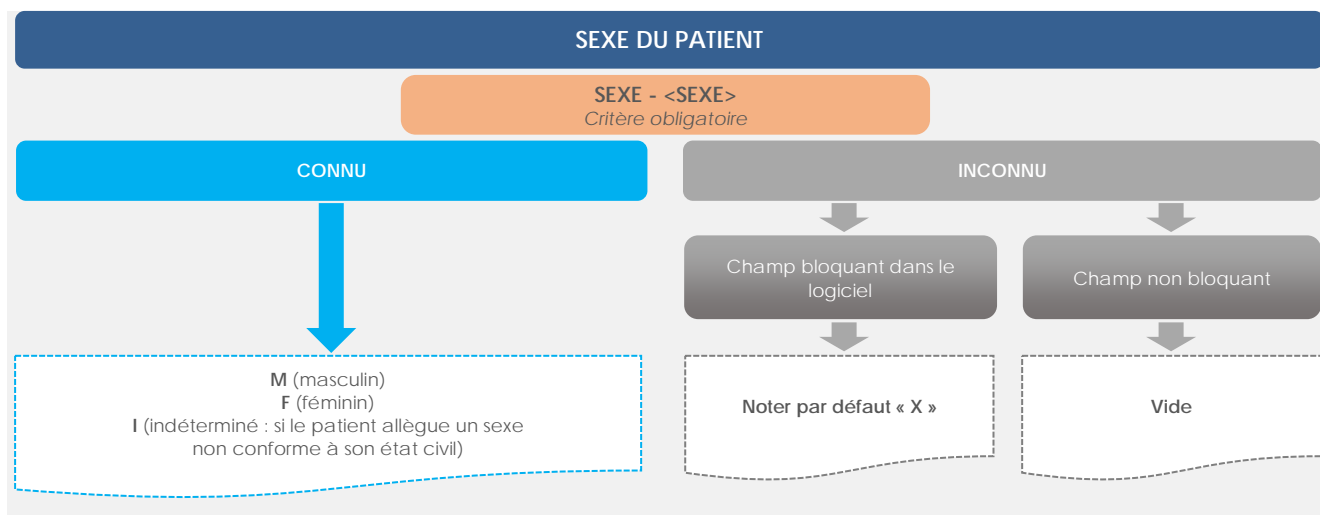 SEXE DU PATIENT
SEXE - <SEXE>
Critère obligatoire
CONNU
INCONNU
Champ bloquant dans le
logiciel
Champ non bloquant
M (masculin)
F (féminin)
I (indéterminé : si le patient allègue un sexe
non conforme à son état civil)
Noter par défaut « X »
Vide